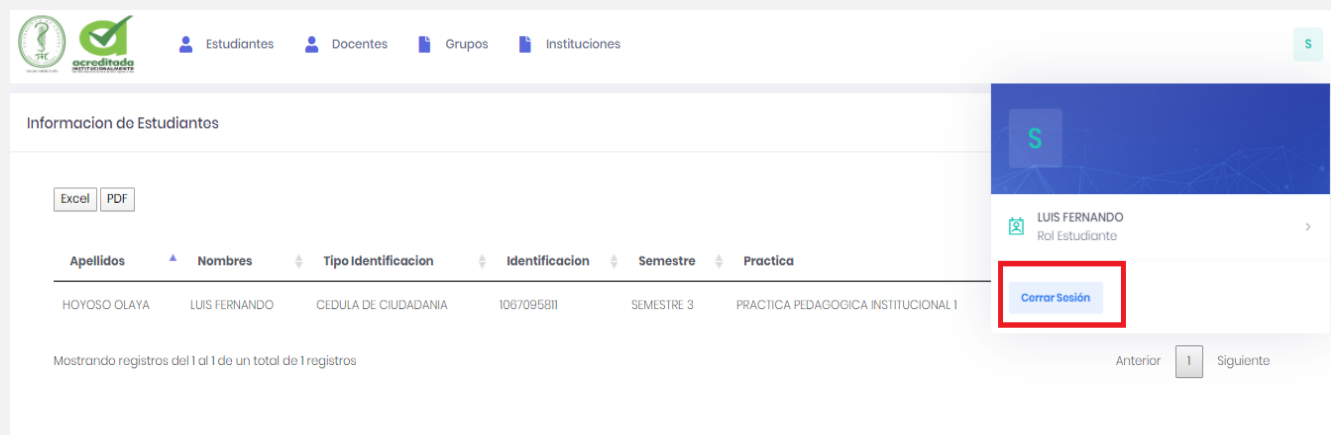 acreditada
INSTITUCIONALMENTE
Estudiantes Docentes Grupos Instituciones S
Informacion de Estudiantes
S
Excel PDF
LUIS FERNANDO
Rol Estudiante
Apellidos Nombres Tipo Identificacion Identificacion Semestre Practica
Cerrar Sesión
HOYOSO OLAYA LUIS FERNANDO CEDULA DE CIUDADANIA 1067095811 SEMESTRE 3 PRACTICA PEDAGOGICA INSTITUCIONAL 1
Mostrando registros del 1 al 1 de un total de 1 registros
Anterior 1 Siguiente